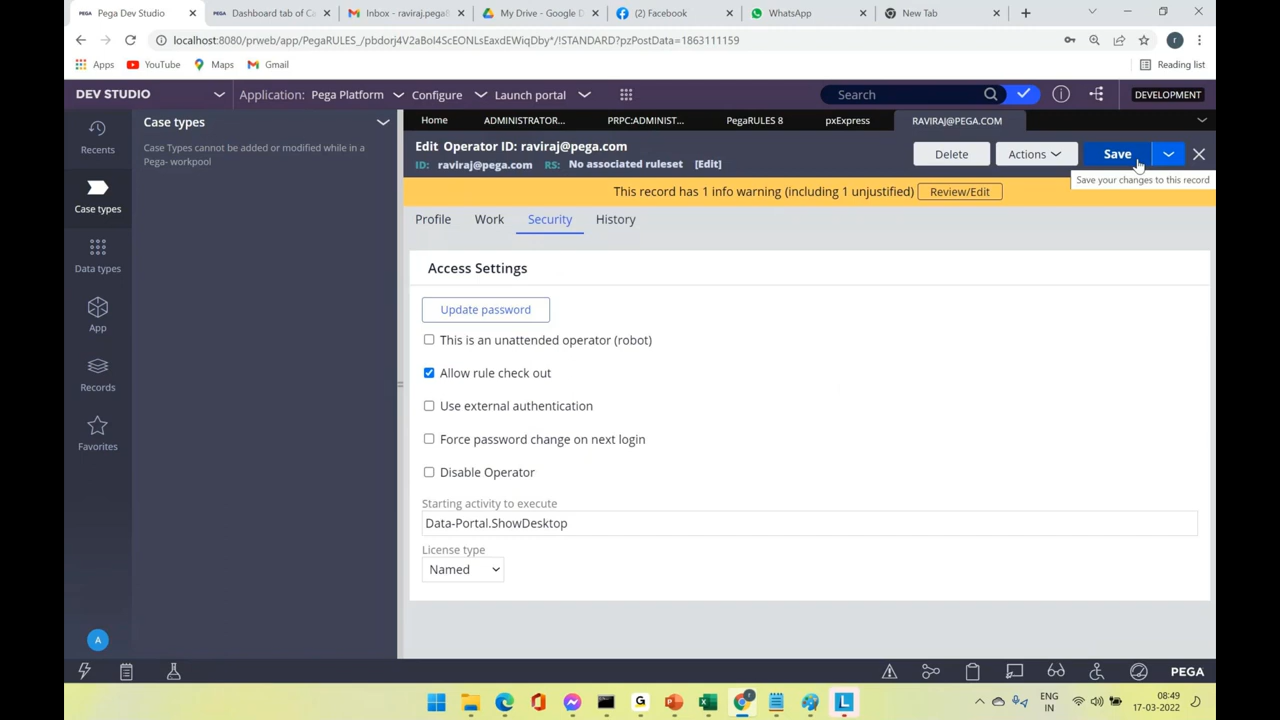 Pega Dev Studio
Dashboard tab of Ca
Inbox - raviraj.pega8
My Drive - Google D
(2) Facebook
WhatsApp
New Tab
localhost:8080/prweb/app/PegaRULES_/pbdorj4V2aBoI4ScEONLsEaxdEWiqDby*/!STANDARD?pzPostData=1863111159
Apps
YouTube
Maps
Gmail
Reading list
DEV STUDIO
Application: Pega Platform
Configure
Launch portal
Search
DEVELOPMENT
Recents
Case types
Data types
App
Records
Favorites
A
Case types
Case Types cannot be added or modified while in a
Pega- workpool
Home
ADMINISTRATOR...
PRPC:ADMINIST...
PegaRULES 8
pxExpress
RAVIRAJ@PEGA.COM
Edit Operator ID: raviraj@pega.com
ID: raviraj@pega.com RS: No associated ruleset [Edit]
Delete
Actions
Save
Save your changes to this record
This record has 1 info warning (including 1 unjustified)
Review/Edit
Profile
Work
Security
History
Access Settings
Update password
This is an unattended operator (robot)
Allow rule check out
Use external authentication
Force password change on next login
Disable Operator
Starting activity to execute
Data-Portal.ShowDesktop
License type
Named
PEGA
ENG
IN
08:49
17-03-2022